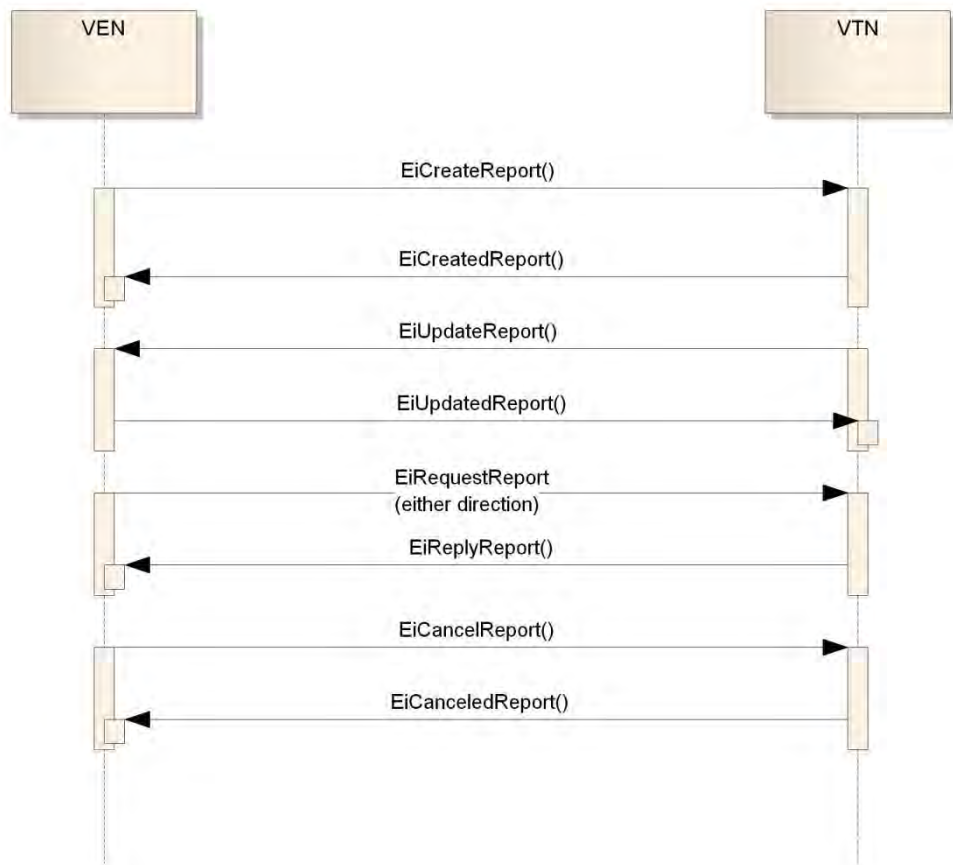 VEN
VTN
EiCreateReport()
EiCreatedReport()
EiUpdateReport()
EiUpdatedReport()
EiRequestReport
(either direction)
EiReplyReport()
EiCancelReport()
EiCanceledReport()